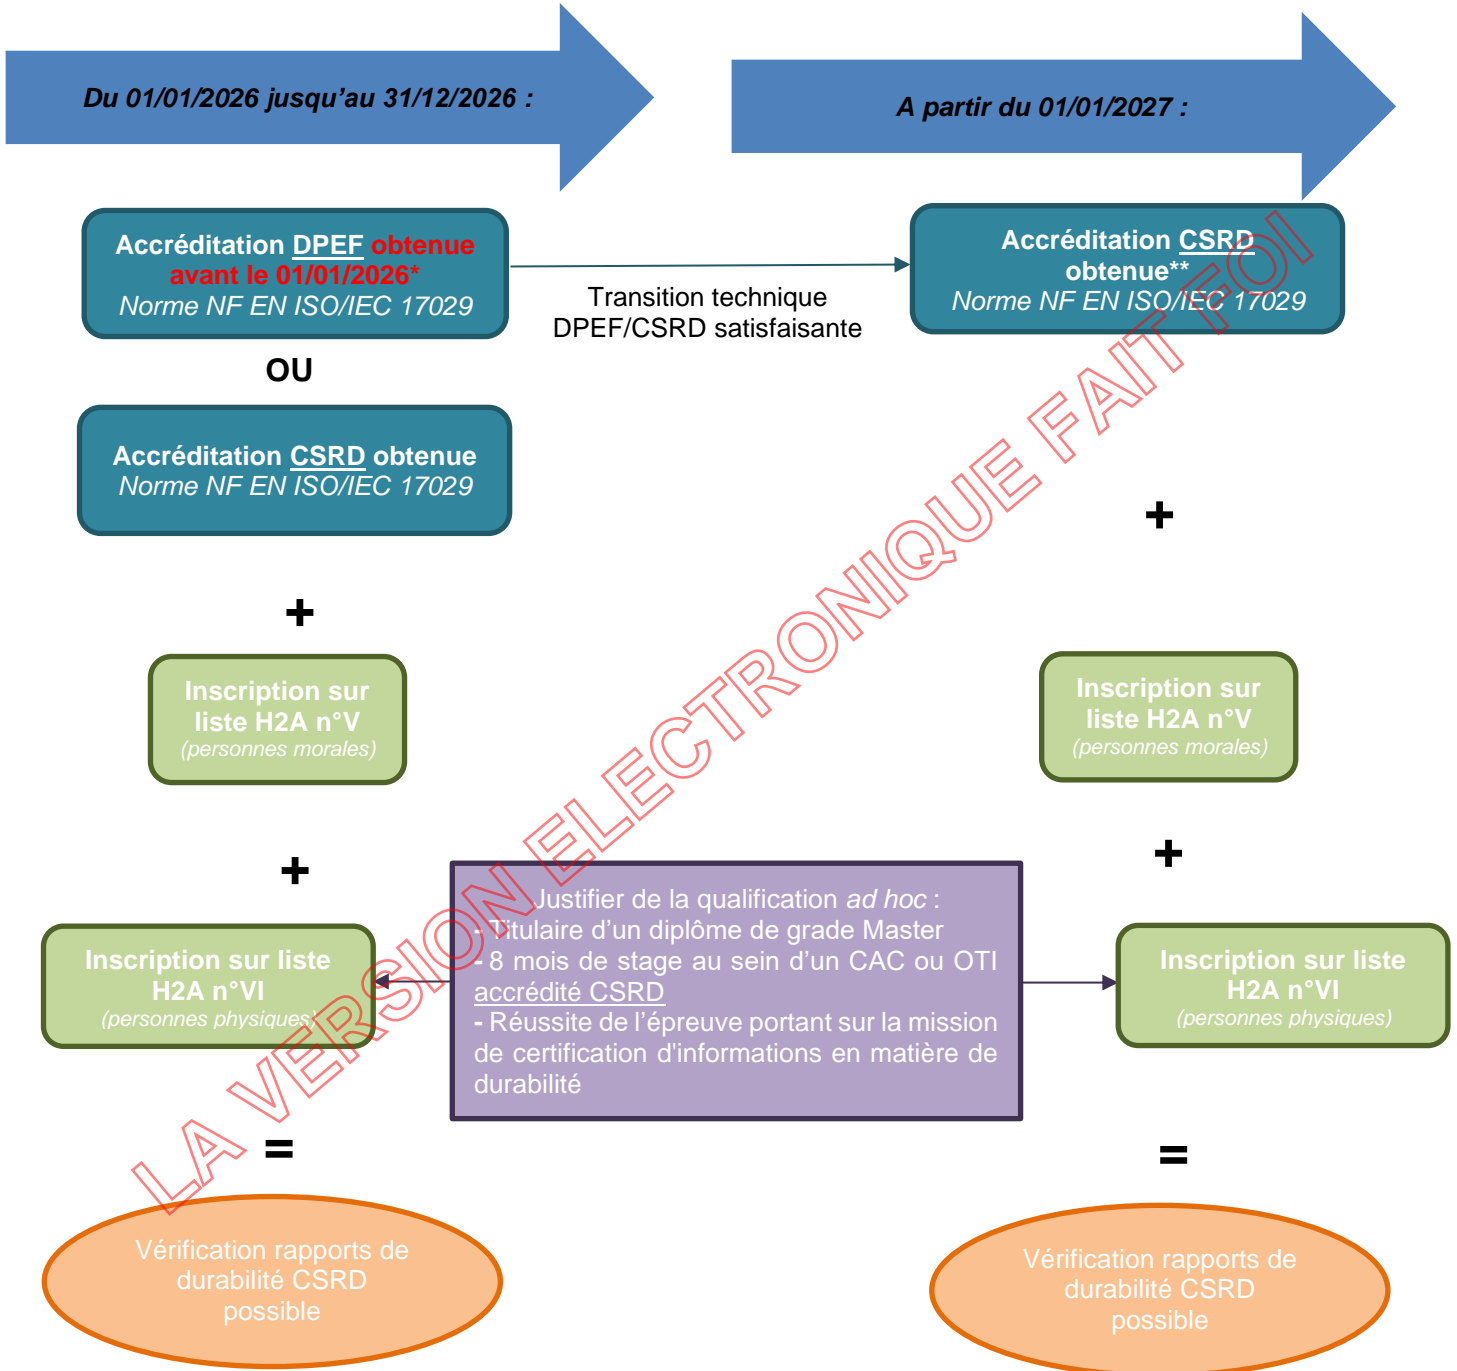 Du 01/01/2026 jusqu'au 31/12/2026 :
A partir du 01/01/2027 :
Accréditation DPEF obtenue
avant le 01/01/2026*
Norme NF EN ISO/IEC 17029
Transition technique
DPEF/CSRD satisfaisante
Accréditation CSRD
obtenue**
Norme NF EN ISO/IEC 17029
OU
Accréditation CSRD obtenue
Norme NF EN ISO/IEC 17029
+
+
Inscription sur
liste H2A n°V
(personnes morales)
Inscription sur
liste H2A n°V
(personnes morales)
+
+
Justifier de la qualification ad hoc :
- Titulaire d'un diplôme de grade Master
- 8 mois de stage au sein d'un CAC ou OTI
accrédité CSRD
- Réussite de l'épreuve portant sur la mission
de certification d'informations en matière de
durabilité
Inscription sur liste
H2A n°VI
(personnes physiques)
Inscription sur liste
H2A n°VI
(personnes physiques)
=
=
Vérification rapports de
durabilité CSRD
possible
Vérification rapports de
durabilité CSRD
possible
LA VERSION ELECTRONIQUE FAIT FOI